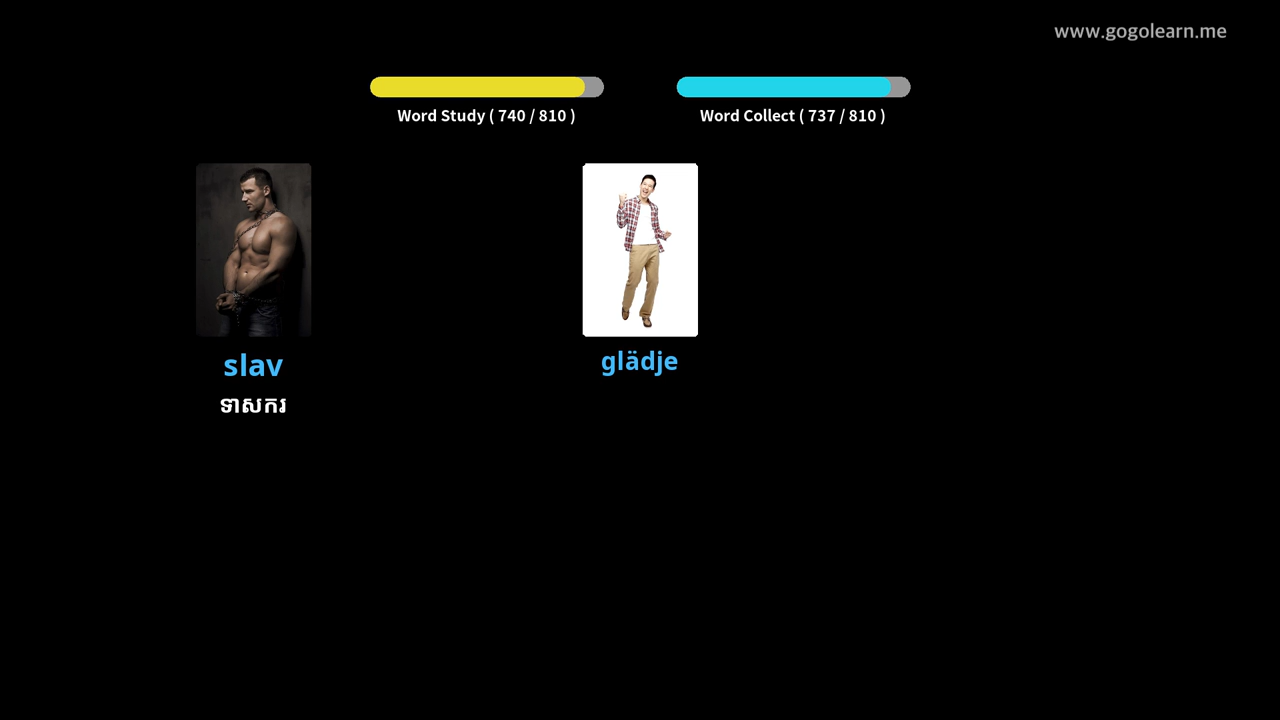 www.gogolearn.me
Word Study ( 740 / 810 )
Word Collect ( 737 / 810 )
slav
ទាសករ
glädje